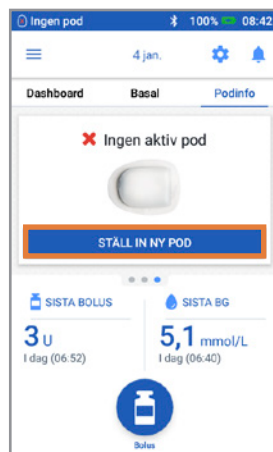 Ingen pod 100% 08:42
4 jan.
Dashboard Basal Podinfo
Ingen aktiv pod
STÄLL IN NY POD
SISTA BOLUS SISTA BG
3 U 5,1 mmol/L
I dag (06:52) I dag (06:40)
Bolus